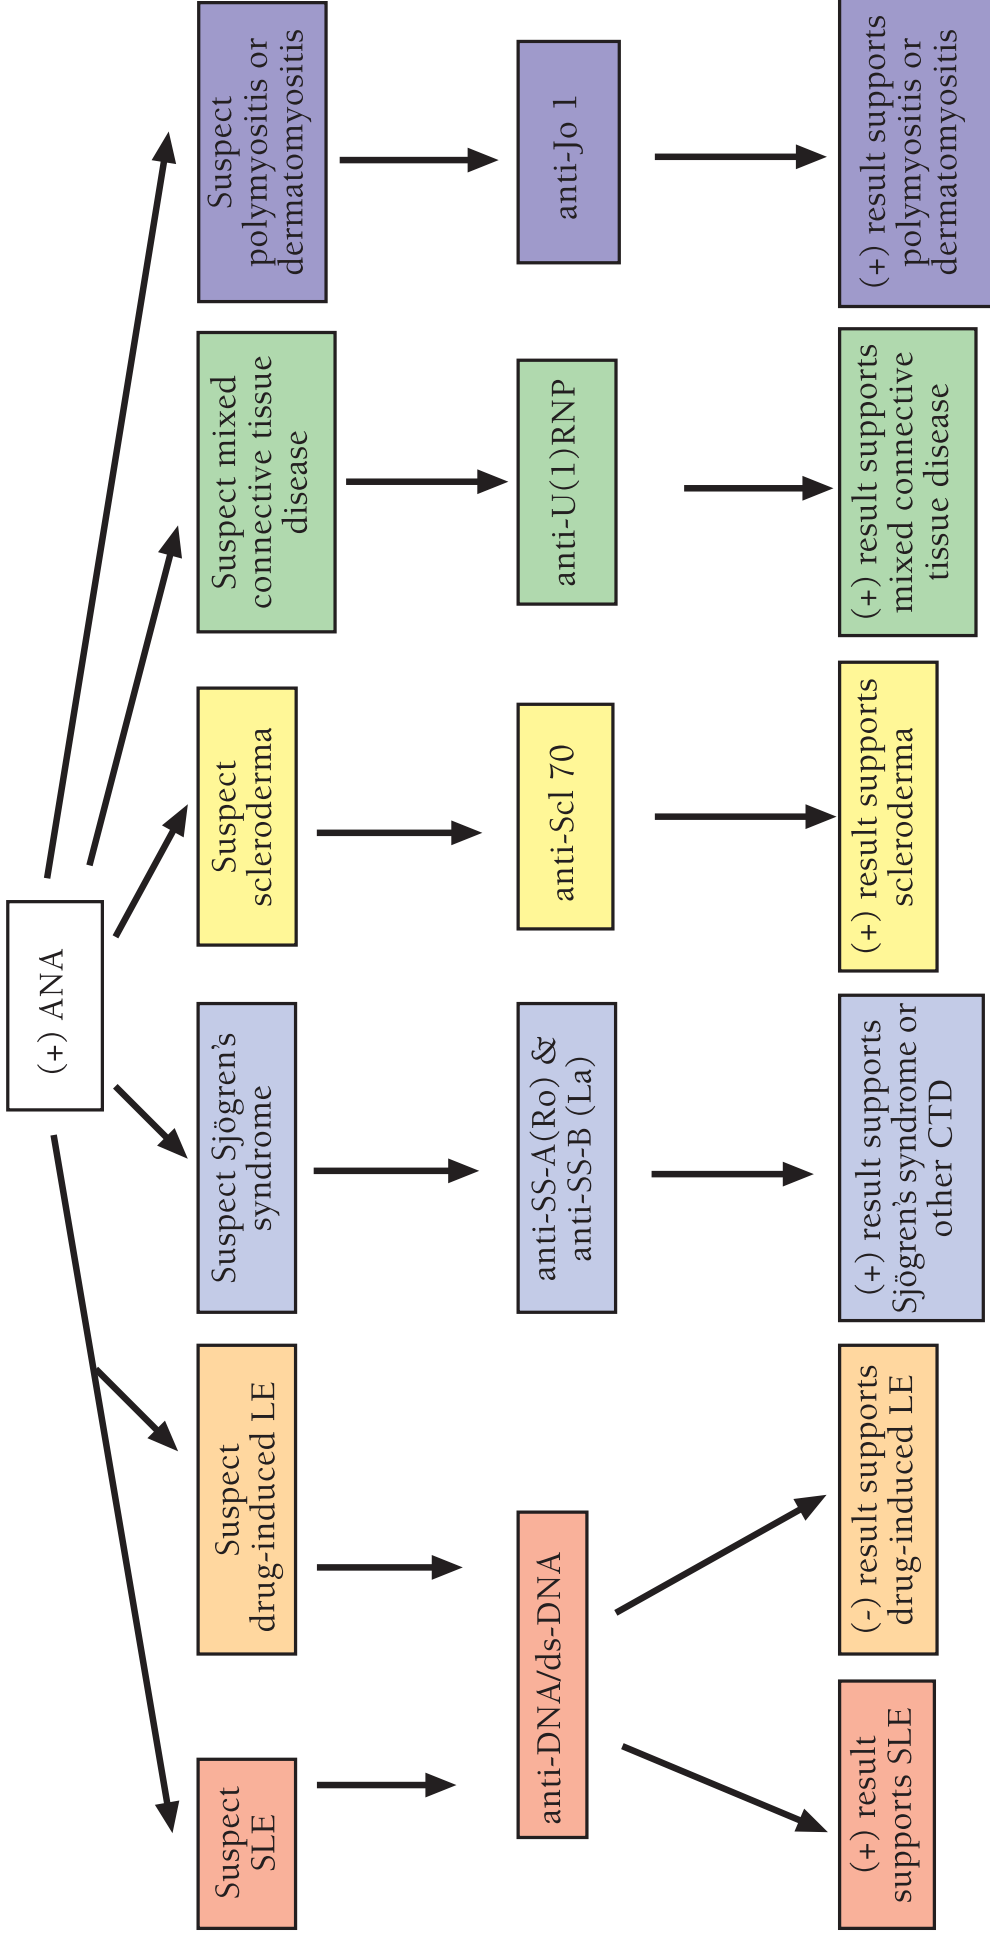 (+) ANA
Suspect
SLE
Suspect
drug-induced LE
Suspect Sjögren's
syndrome
Suspect
scleroderma
Suspect mixed
connective tissue
disease
Suspect
polymyositis or
dermatomyositis
anti-DNA/ds-DNA
anti-SS-A(Ro) &
anti-SS-B (La)
anti-Scl 70
anti-U(1)RNP
anti-Jo 1
(+) result
supports SLE
(-) result supports
drug-induced LE
(+) result supports
Sjögren's syndrome or
other CTD
(+) result supports
scleroderma
(+) result supports
mixed connective
tissue disease
(+) result supports
polymyositis or
dermatomyositis